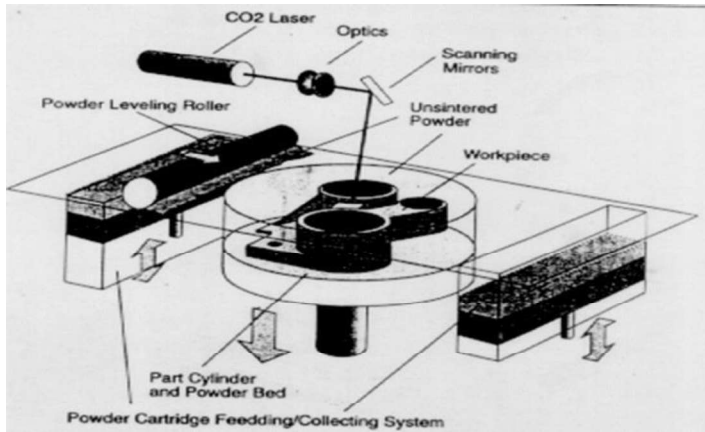 CO2 Laser
Optics
Scanning
Mirrors
Powder Leveling Roller
Unsintered
Powder
Workpiece
Part Cylinder
and Powder Bed
Powder Cartridge Feedding/Collecting System